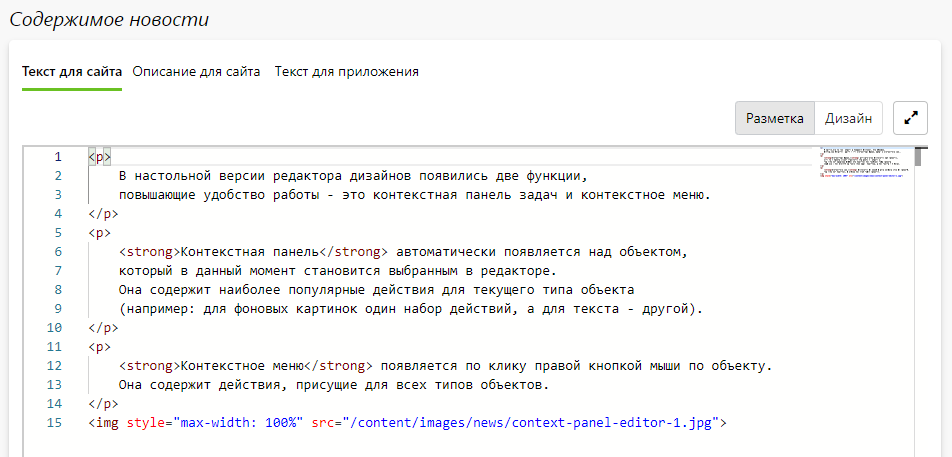 Содержимое новости
Текст для сайта Описание для сайта Текст для приложения
Разметка Дизайн
1 <p>
2 В настольной версии редактора дизайнов появились две функции,
3 повышающие удобство работы - это контекстная панель задач и контекстное меню.
4 </p>
5 <p>
6 <strong>Контекстная панель</strong> автоматически появляется над объектом,
7 который в данный момент становится выбранным в редакторе.
8 Она содержит наиболее популярные действия для текущего типа объекта
9 (например: для фоновых картинок один набор действий, а для текста - другой).
10 </p>
11 <p>
12 <strong>Контекстное меню</strong> появляется по клику правой кнопкой мыши по объекту.
13 Она содержит действия, присущие для всех типов объектов.
14 </p>
15 <img style="max-width: 100%" src="/content/images/news/context-panel-editor-1.jpg">